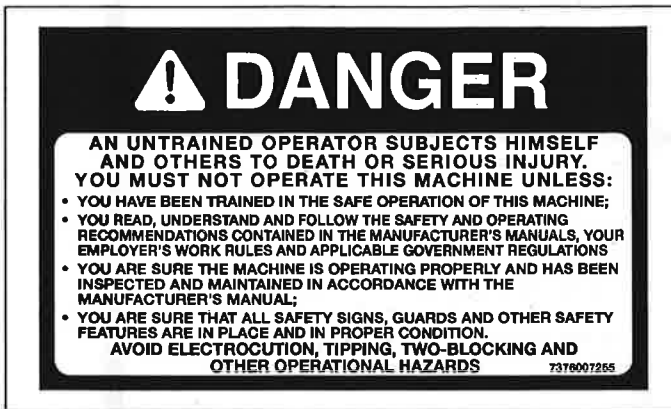 DANGER
AN UNTRAINED OPERATOR SUBJECTS HIMSELF
AND OTHERS TO DEATH OR SERIOUS INJURY.
YOU MUST NOT OPERATE THIS MACHINE UNLESS:
• YOU HAVE BEEN TRAINED IN THE SAFE OPERATION OF THIS MACHINE;
• YOU READ, UNDERSTAND AND FOLLOW THE SAFETY AND OPERATING
RECOMMENDATIONS CONTAINED IN THE MANUFACTURER'S MANUALS, YOUR
EMPLOYER'S WORK RULES AND APPLICABLE GOVERNMENT REGULATIONS
• YOU ARE SURE THE MACHINE IS OPERATING PROPERLY AND HAS BEEN
INSPECTED AND MAINTAINED IN ACCORDANCE WITH THE
MANUFACTURER'S MANUAL;
• YOU ARE SURE THAT ALL SAFETY SIGNS, GUARDS AND OTHER SAFETY
FEATURES ARE IN PLACE AND IN PROPER CONDITION.
AVOID ELECTROCUTION, TIPPING, TWO-BLOCKING AND
OTHER OPERATIONAL HAZARDS 7376007255